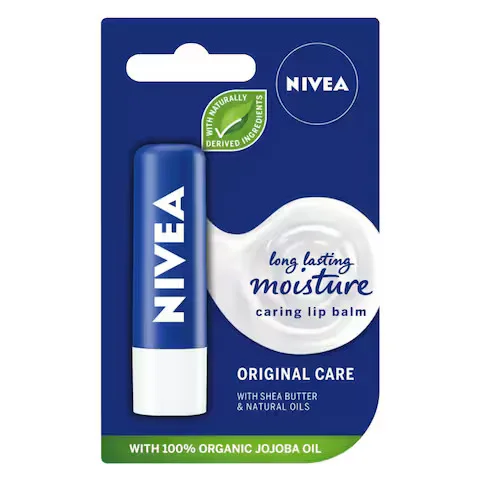 NIVEA
WITH NATURALLY
DERIVED INGREDIENTS
NIVEA
long lasting
moisture
caring lip balm
ORIGINAL CARE
WITH SHEA BUTTER
& NATURAL OILS
WITH 100% ORGANIC JOJOBA OIL